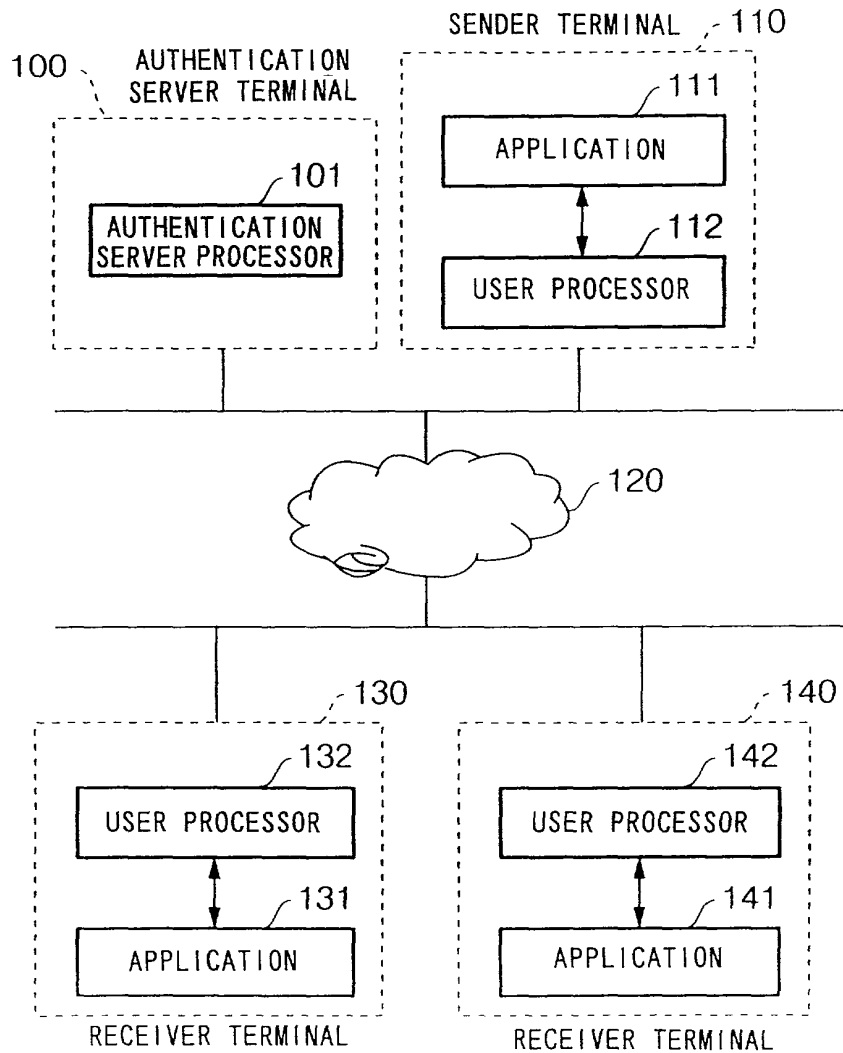 100
AUTHENTICATION
SERVER TERMINAL
101
AUTHENTICATION
SERVER PROCESSOR
SENDER TERMINAL
110
111
APPLICATION
112
USER PROCESSOR
120
130
132
USER PROCESSOR
131
APPLICATION
RECEIVER TERMINAL
140
142
USER PROCESSOR
141
APPLICATION
RECEIVER TERMINAL